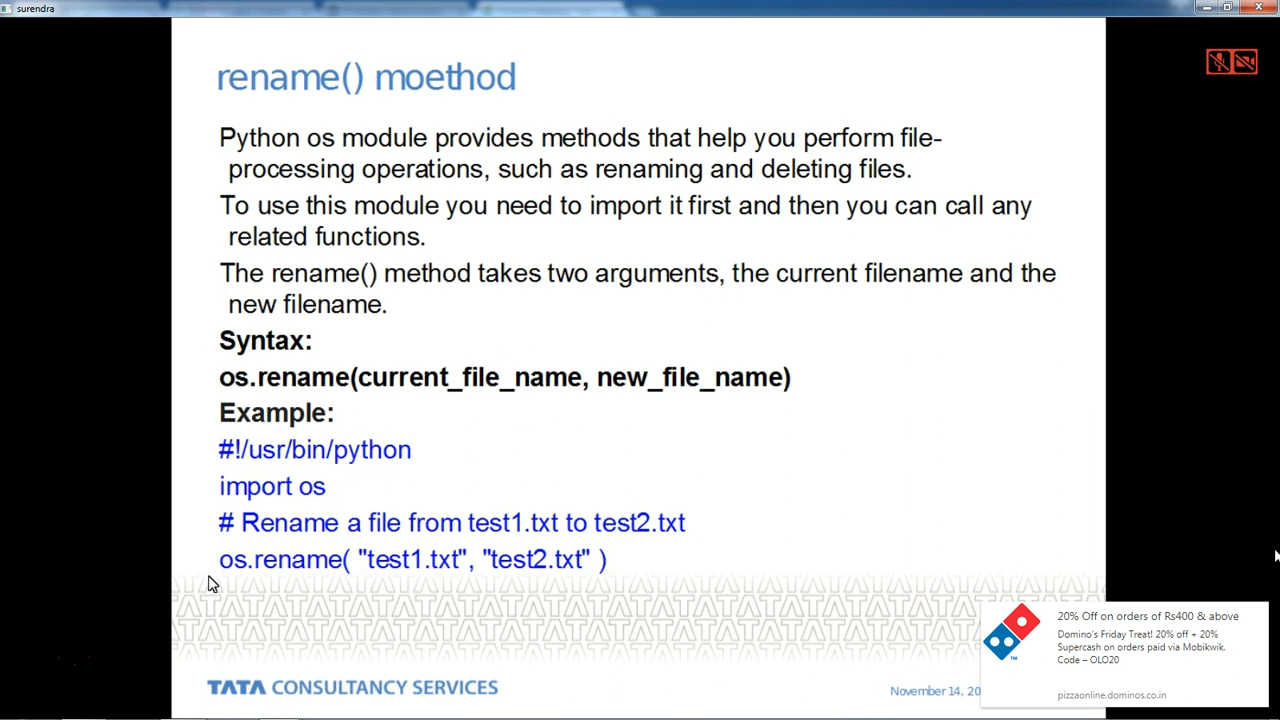 surendra
rename() moethod
Python os module provides methods that help you perform file-
processing operations, such as renaming and deleting files.
To use this module you need to import it first and then you can call any
related functions.
The rename() method takes two arguments, the current filename and the
new filename.
Syntax:
os.rename(current_file_name, new_file_name)
Example:
#!/usr/bin/python
import os
# Rename a file from test1.txt to test2.txt
os.rename( "test1.txt", "test2.txt" )
TATA CONSULTANCY SERVICES
November 14, 20
20% Off on orders of Rs400 & above
Domino's Friday Treat! 20% off + 20%
Supercash on orders paid via Mobikwik.
Code – OLO20
pizzaonline.dominos.co.in